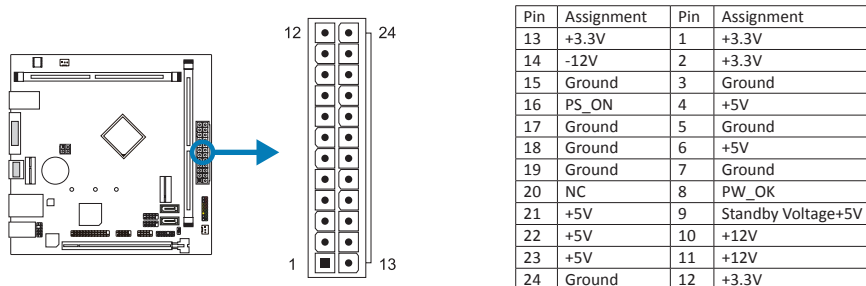 12 24
1 13
Pin Assignment Pin Assignment
13 +3.3V 1 +3.3V
14 -12V 2 +3.3V
15 Ground 3 Ground
16 PS_ON 4 +5V
17 Ground 5 Ground
18 Ground 6 +5V
19 Ground 7 Ground
20 NC 8 PW_OK
21 +5V 9 Standby Voltage+5V
22 +5V 10 +12V
23 +5V 11 +12V
24 Ground 12 +3.3V